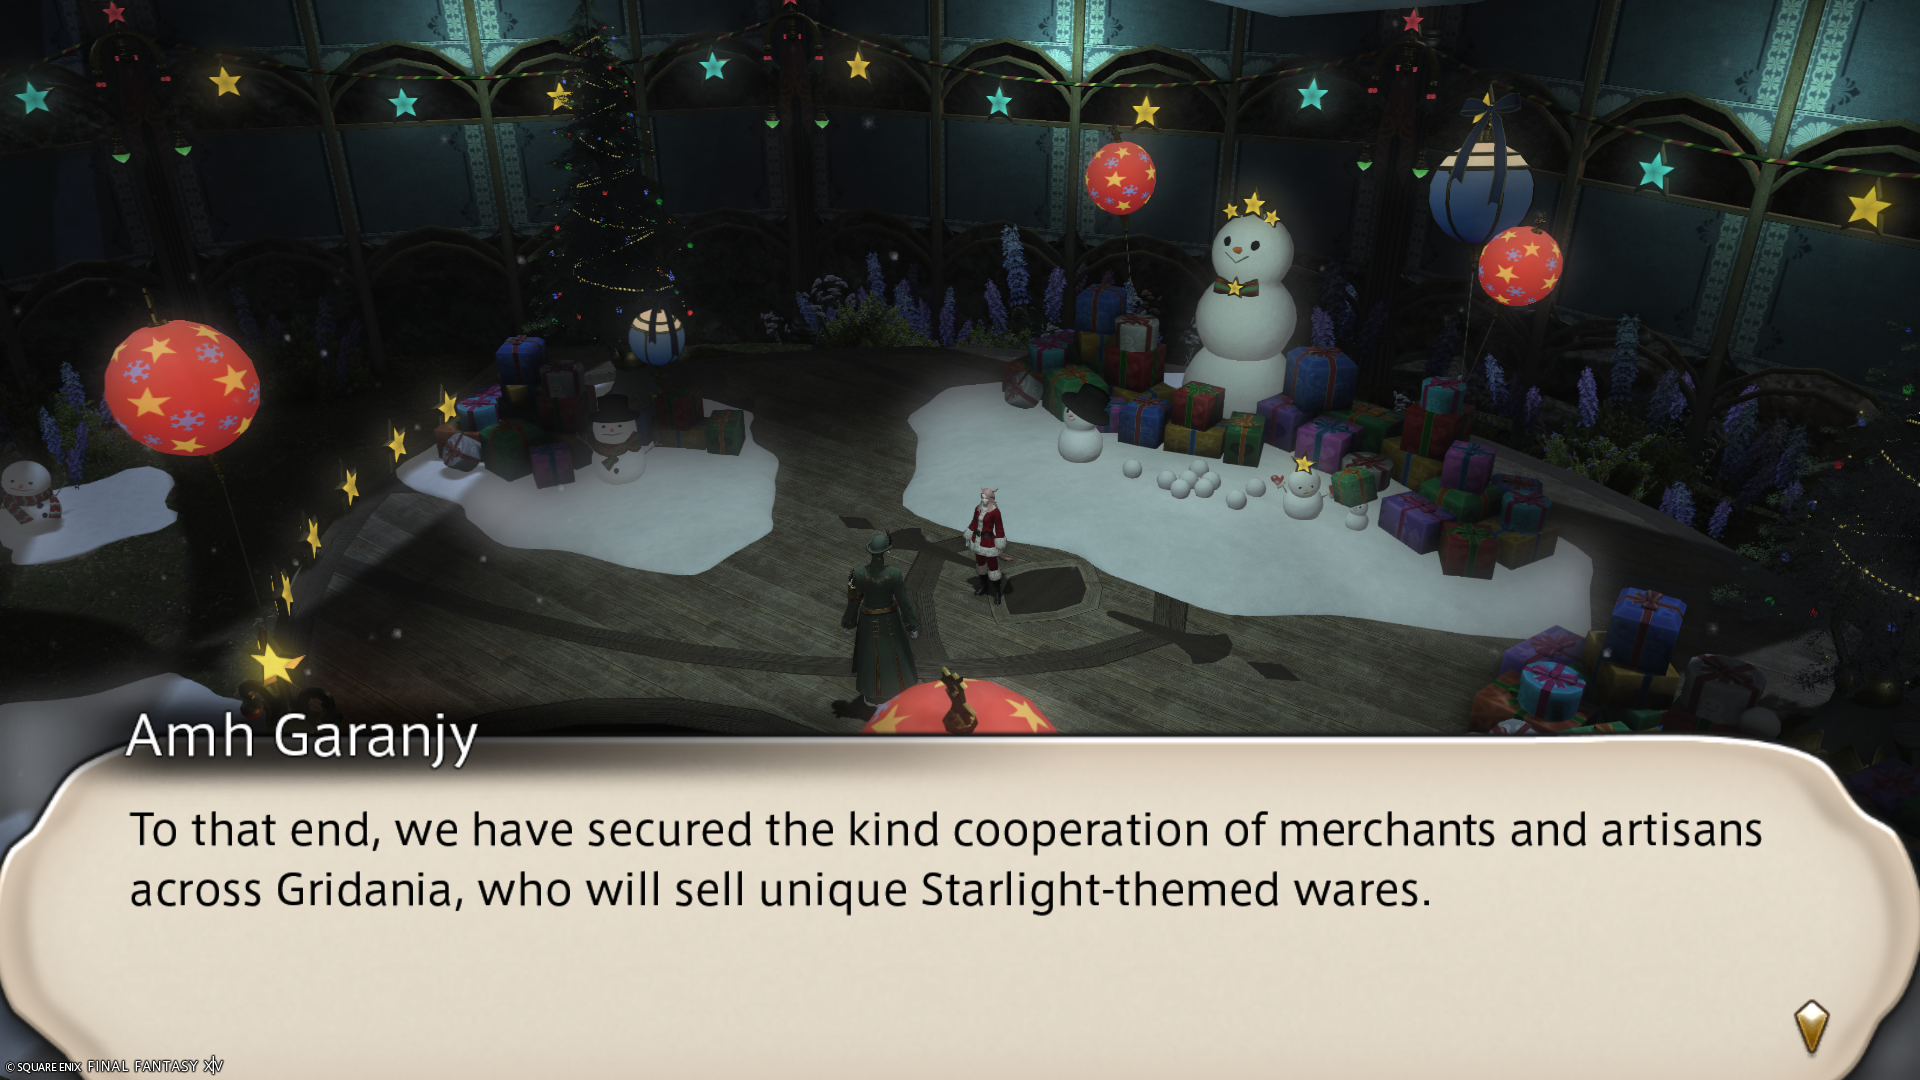 Amh Garanjy
To that end, we have secured the kind cooperation of merchants and artisans
across Gridania, who will sell unique Starlight-themed wares.
© SQUARE ENIX FINAL FANTASY XIV